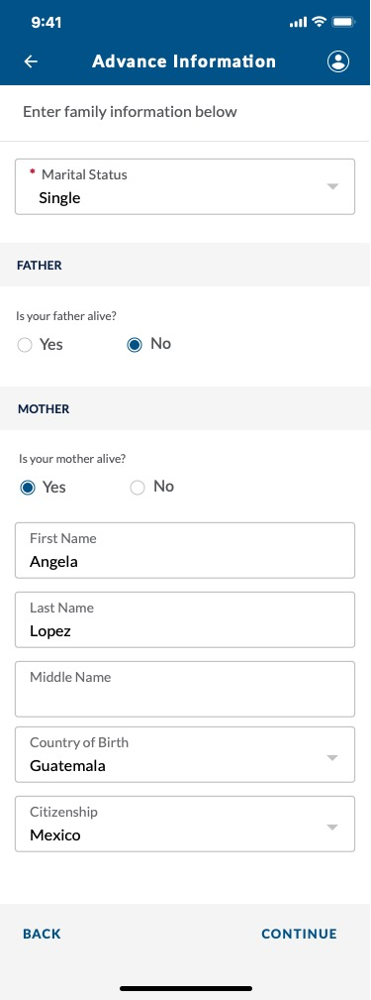 9:41
Advance Information
Enter family information below
* Marital Status
Single
FATHER
Is your father alive?
Yes No
MOTHER
Is your mother alive?
Yes No
First Name
Angela
Last Name
Lopez
Middle Name
Country of Birth
Guatemala
Citizenship
Mexico
BACK CONTINUE